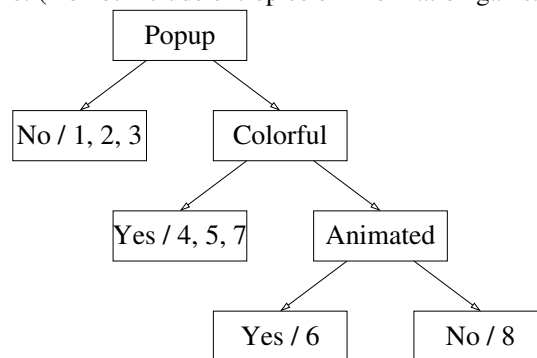 Popup
No / 1, 2, 3
Colorful
Yes / 4, 5, 7
Animated
Yes / 6
No / 8